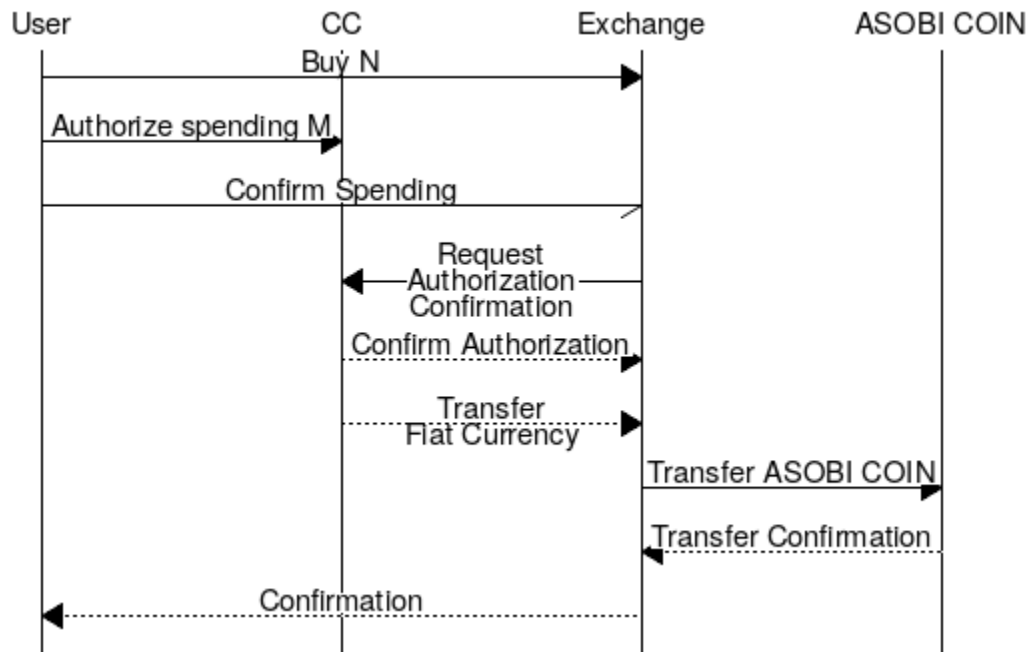 User CC Exchange ASOBI COIN
Buy N
Authorize spending M
Confirm Spending
Request
Authorization
Confirmation
Confirm Authorization
Transfer
Fiat Currency
Transfer ASOBI COIN
Transfer Confirmation
Confirmation